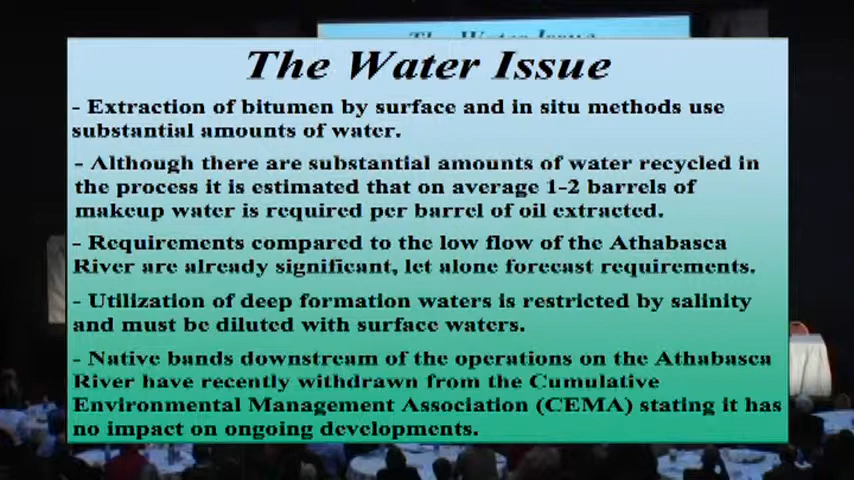 The Water Issue
The Water Issue
- Extraction of bitumen by surface and in situ methods use
substantial amounts of water.
- Although there are substantial amounts of water recycled in
the process it is estimated that on average 1-2 barrels of
makeup water is required per barrel of oil extracted.
- Requirements compared to the low flow of the Athabasca
River are already significant, let alone forecast requirements.
- Utilization of deep formation waters is restricted by salinity
and must be diluted with surface waters.
- Native bands downstream of the operations on the Athabasca
River have recently withdrawn from the Cumulative
Environmental Management Association (CEMA) stating it has
no impact on ongoing developments.